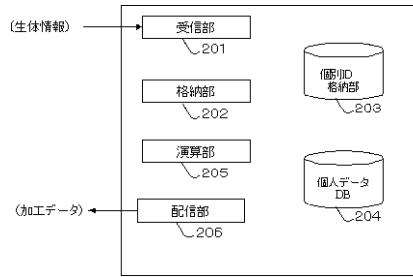 (生体情報)
受信部
201
格納部
202
個別ID
格納部
203
演算部
205
個人データ
DB
204
(加工データ)
配信部
206